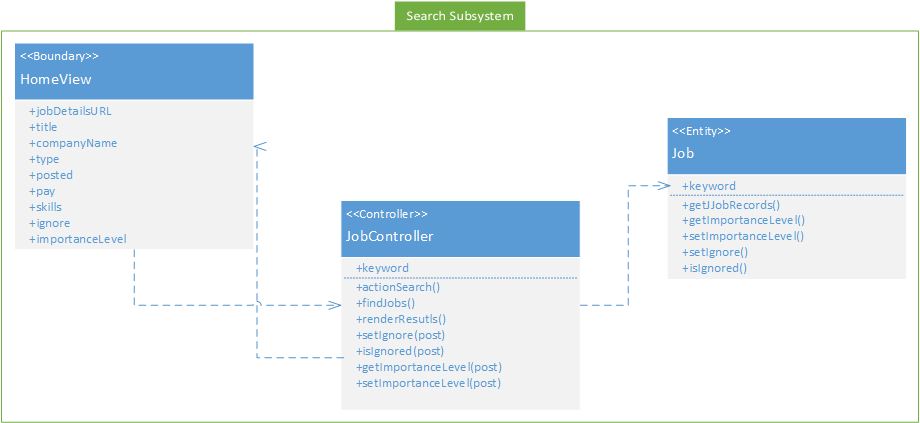 Search Subsystem
<<Boundary>>
HomeView
+jobDetailsURL
+title
+companyName
+type
+posted
+pay
+skills
+ignore
+importanceLevel
<<Controller>>
JobController
+keyword
+actionSearch()
+findJobs()
+renderResutls()
+setIgnore(post)
+isIgnored(post)
+getImportanceLevel(post)
+setImportanceLevel(post)
<<Entity>>
Job
+keyword
+getJJobRecords()
+getImportanceLevel()
+setImportanceLevel()
+setIgnore()
+isIgnored()